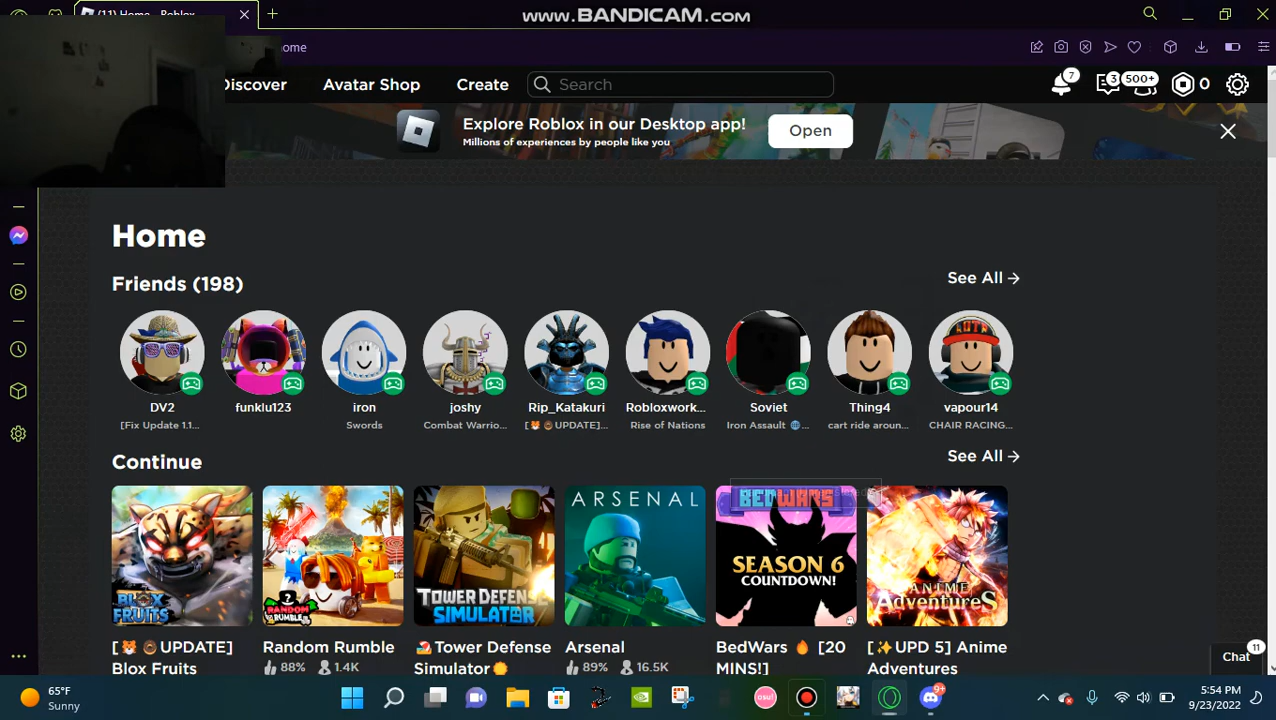 www.BANDICAM.com
(11) Home - Roblox
ome
Discover
Avatar Shop
Create
Search
7
3
500+
0
Explore Roblox in our Desktop app!
Millions of experiences by people like you
Open
Home
Friends (198)
See All →
DV2
funklu123
iron
joshy
Rip_Katakuri
Robloxwork...
Soviet
Thing4
vapour14
[Fix Update 1.1...
Swords
Combat Warrio...
[🐯 🍩 UPDATE]...
Rise of Nations
Iron Assault 🌐...
cart ride aroun...
CHAIR RACING...
Continue
See All →
BLOX
FRUITS
?
RANDOM
RUMBLE
TOWER DEFENSE
SIMULATOR
ARSENAL
BEDWARS
SEASON 6
COUNTDOWN!
ANIME
ADVENTURES
[🐯 🍩 UPDATE]
Blox Fruits
Random Rumble
88% 1.4K
🏖️Tower Defense
Simulator🌞
Arsenal
89% 16.5K
BedWars 🔥 [20
MINS!]
[✨UPD 5] Anime
Adventures
Chat
11
65°F
Sunny
osu!
9+
5:54 PM
9/23/2022